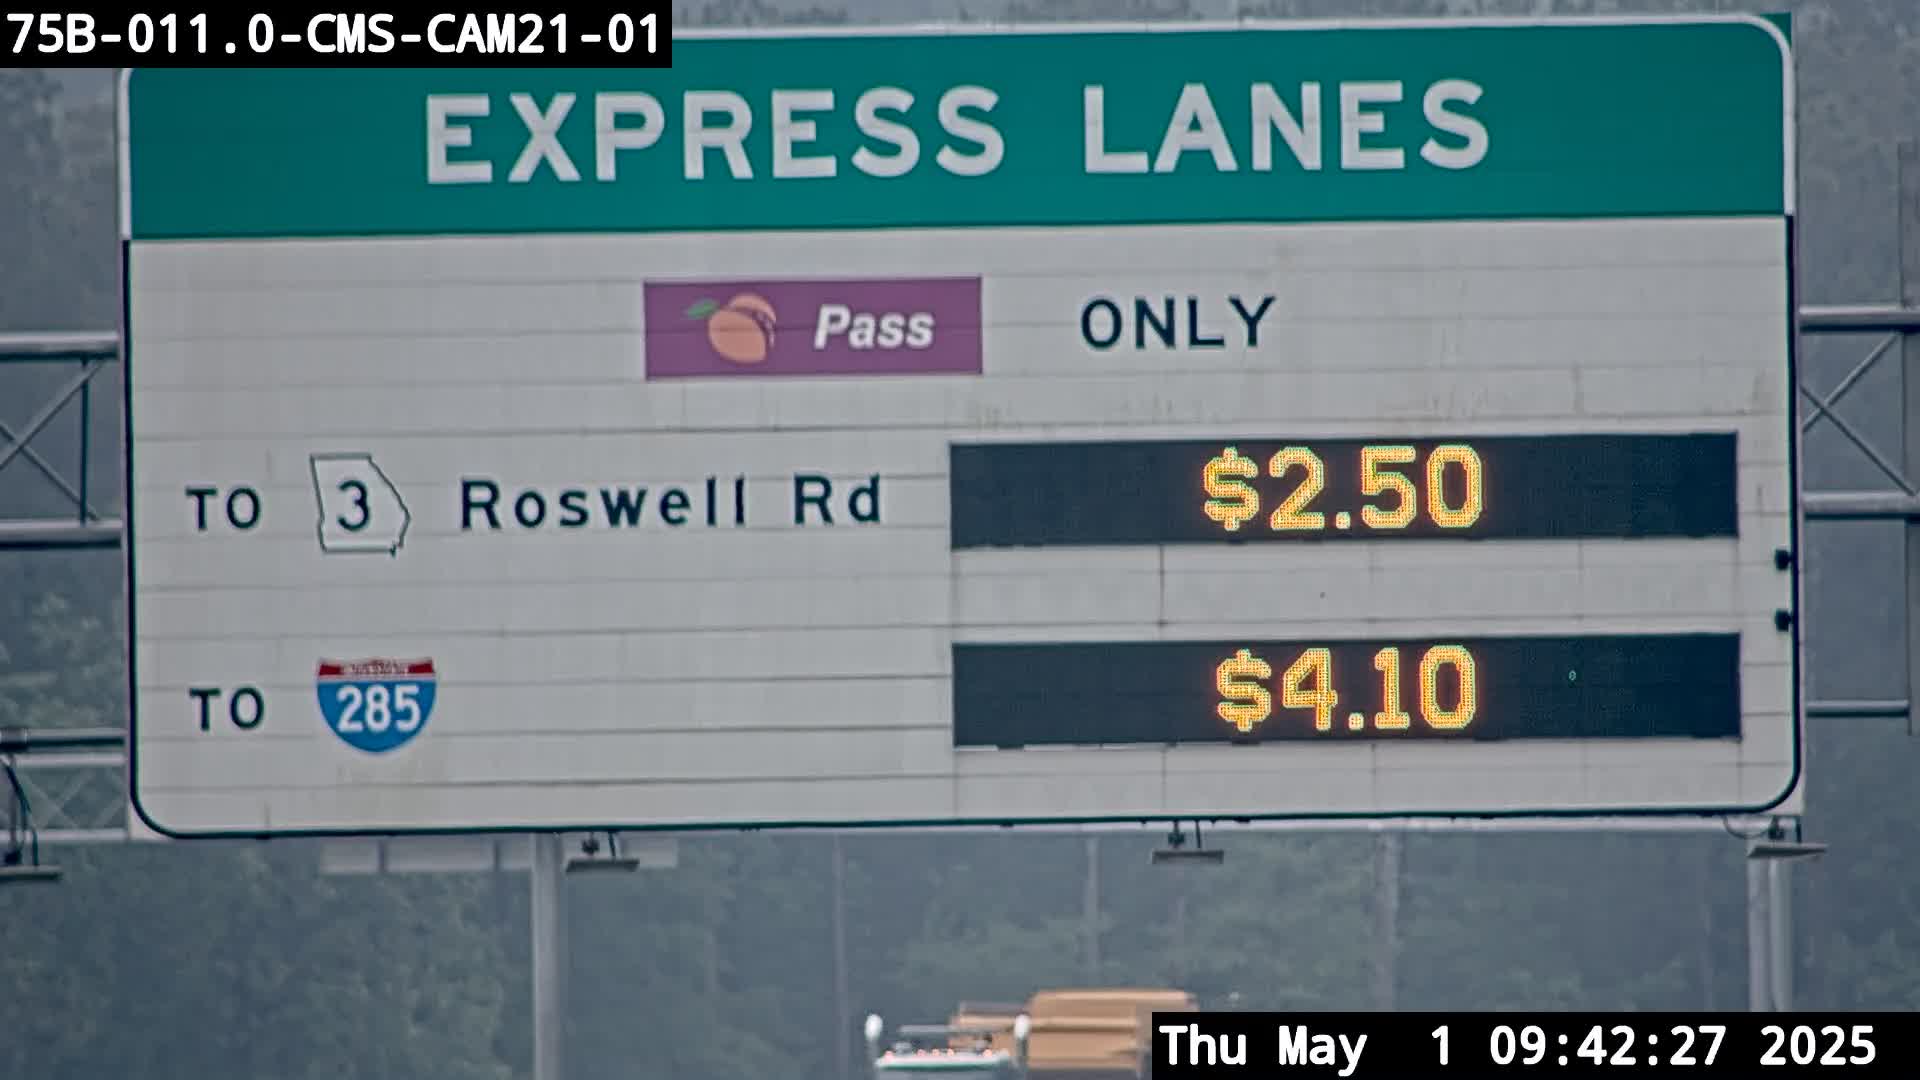 75B-011.0-CMS-CAM21-01
EXPRESS LANES
Pass ONLY
TO 3 Roswell Rd $2.50
TO 285 $4.10
Thu May 1 09:42:27 2025